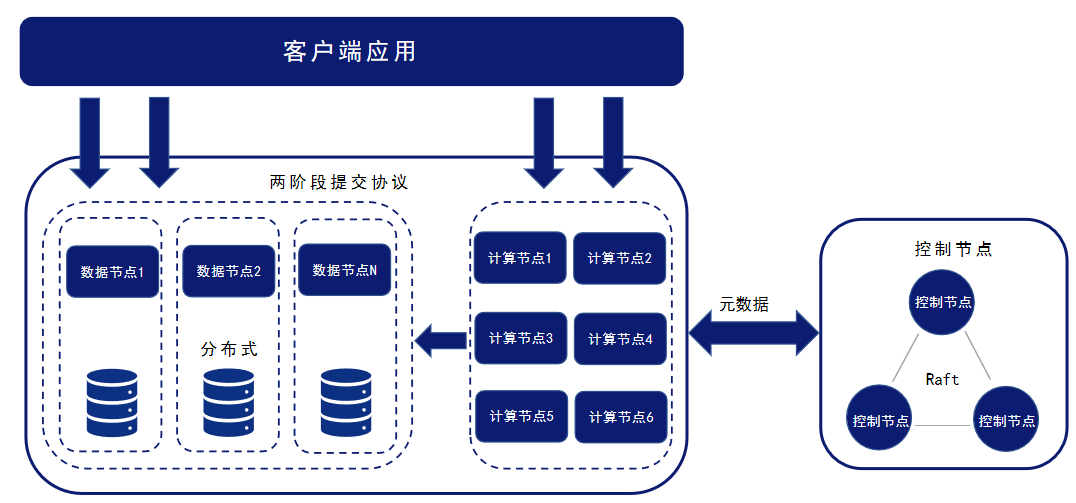 客户端应用
两阶段提交协议
数据节点1
数据节点2
数据节点N
分布式
计算节点1
计算节点2
计算节点3
计算节点4
计算节点5
计算节点6
元数据
控制节点
控制节点
Raft
控制节点
控制节点